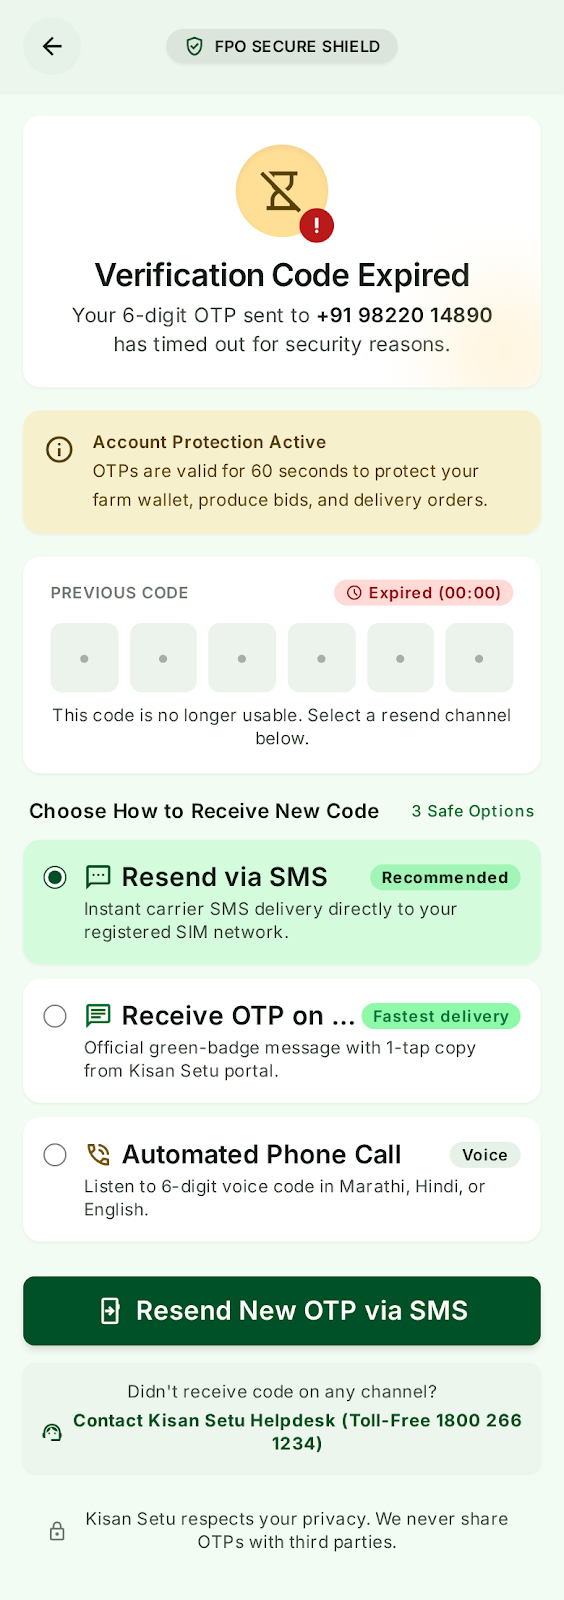 FPO SECURE SHIELD
Verification Code Expired
Your 6-digit OTP sent to +91 98220 14890
has timed out for security reasons.
Account Protection Active
OTPs are valid for 60 seconds to protect your
farm wallet, produce bids, and delivery orders.
PREVIOUS CODE
Expired (00:00)
This code is no longer usable. Select a resend channel
below.
Choose How to Receive New Code
3 Safe Options
Resend via SMS
Recommended
Instant carrier SMS delivery directly to your
registered SIM network.
Receive OTP on ...
Fastest delivery
Official green-badge message with 1-tap copy
from Kisan Setu portal.
Automated Phone Call
Voice
Listen to 6-digit voice code in Marathi, Hindi, or
English.
Resend New OTP via SMS
Didn't receive code on any channel?
Contact Kisan Setu Helpdesk (Toll-Free 1800 266
1234)
Kisan Setu respects your privacy. We never share
OTPs with third parties.